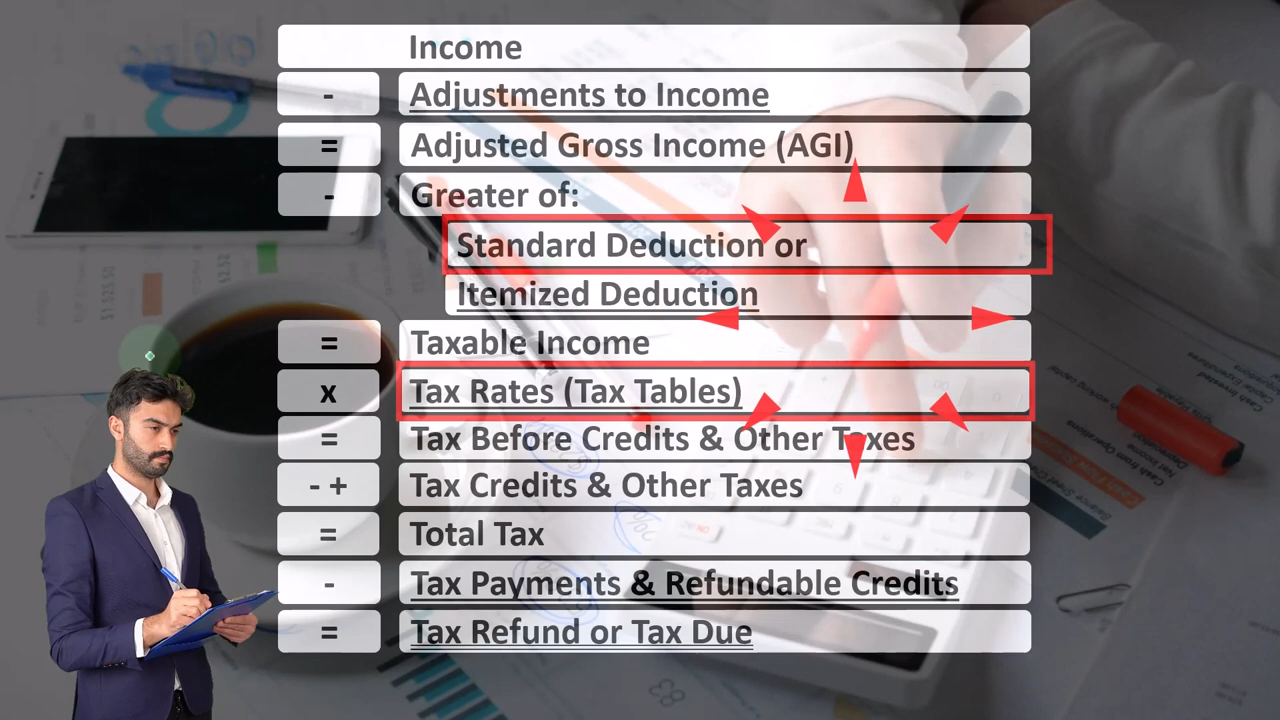 Income
- Adjustments to Income
= Adjusted Gross Income (AGI)
- Greater of:
Standard Deduction or
Itemized Deduction
= Taxable Income
x Tax Rates (Tax Tables)
= Tax Before Credits & Other Taxes
- + Tax Credits & Other Taxes
= Total Tax
- Tax Payments & Refundable Credits
= Tax Refund or Tax Due